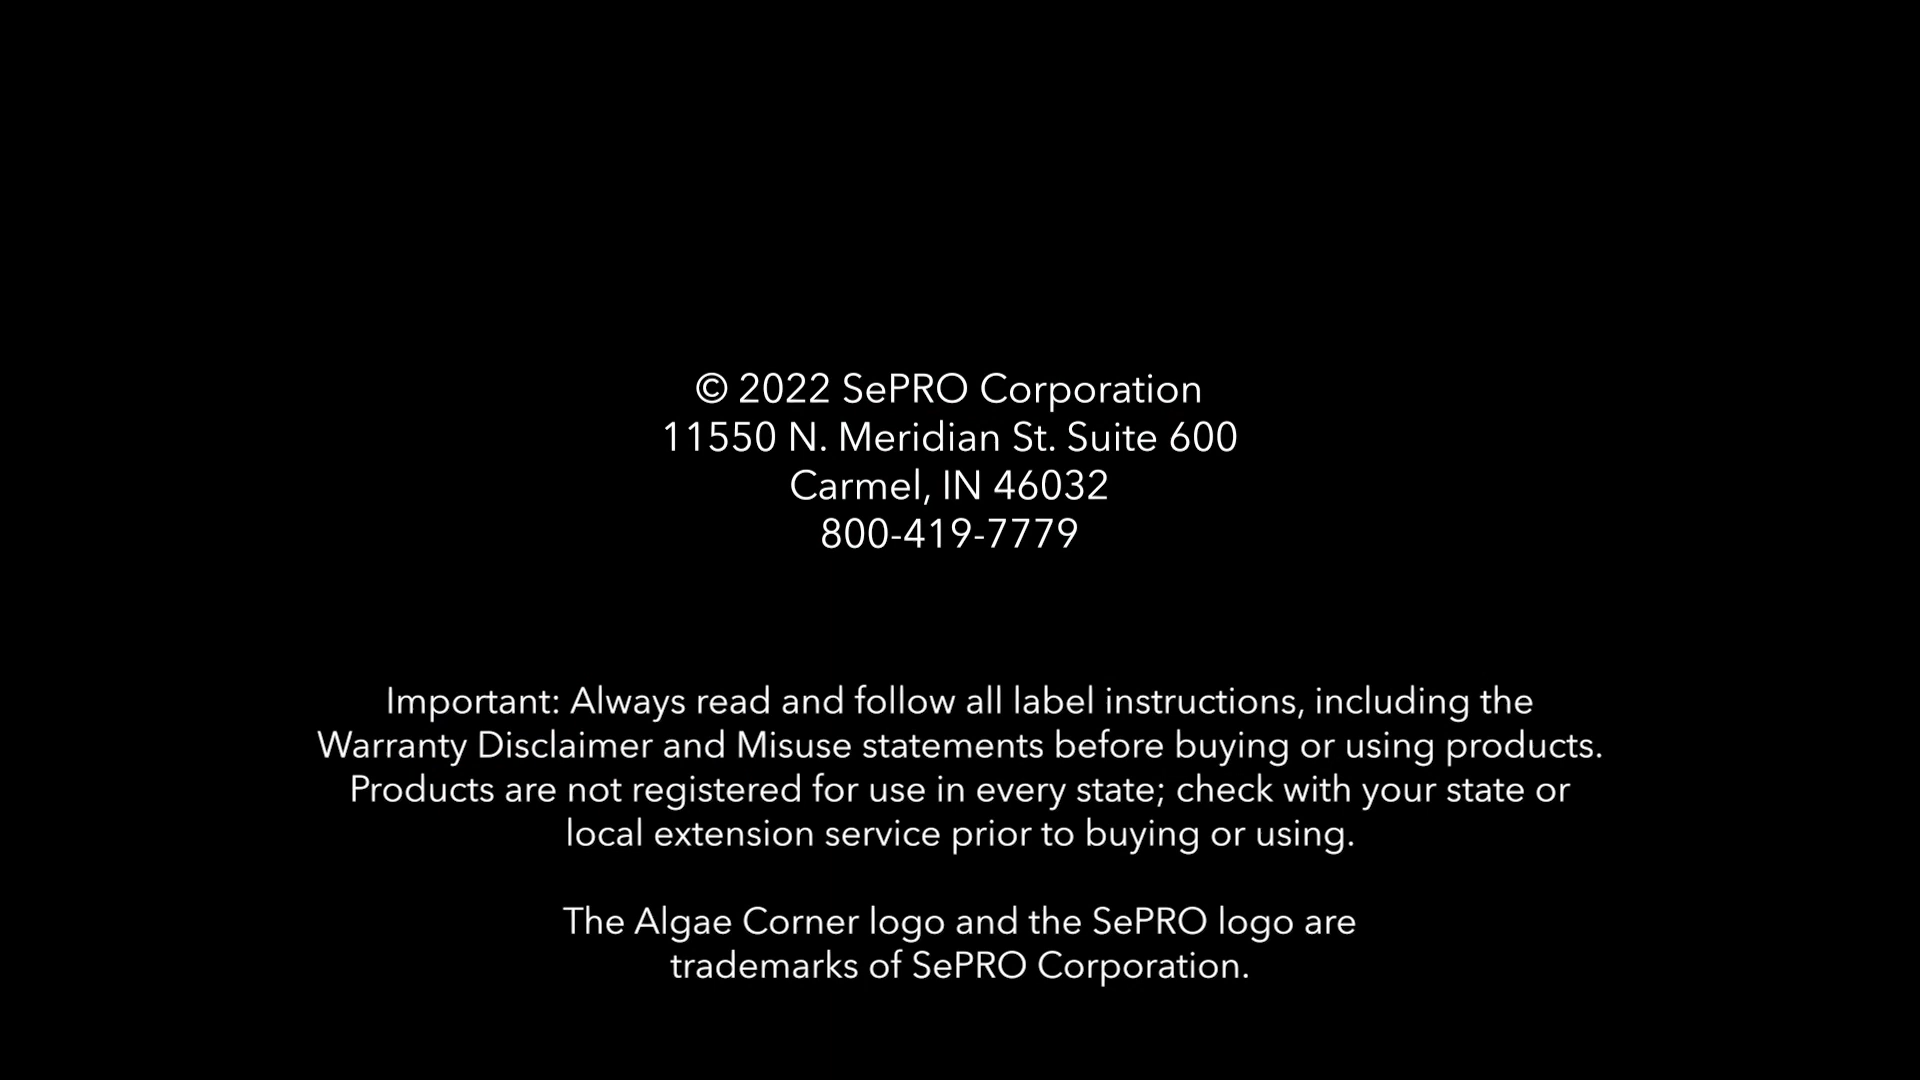 © 2022 SePRO Corporation
11550 N. Meridian St. Suite 600
Carmel, IN 46032
800-419-7779
Important: Always read and follow all label instructions, including the
Warranty Disclaimer and Misuse statements before buying or using products.
Products are not registered for use in every state; check with your state or
local extension service prior to buying or using.
The Algae Corner logo and the SePRO logo are
trademarks of SePRO Corporation.